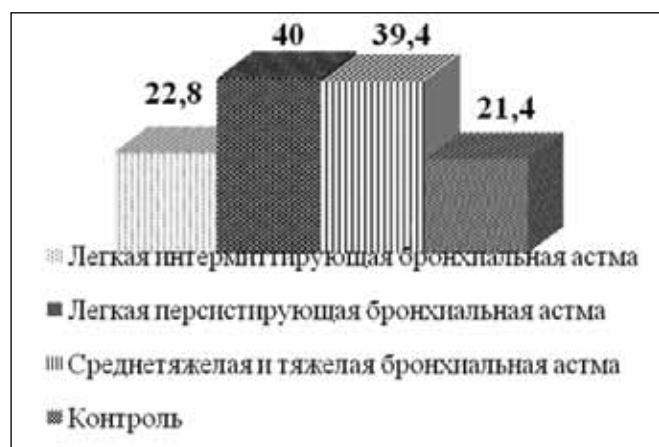 40
39,4
22,8
21,4
Легкая интермиттирующая бронхиальная астма
Легкая персистирующая бронхиальная астма
Среднетяжелая и тяжелая бронхиальная астма
Контроль